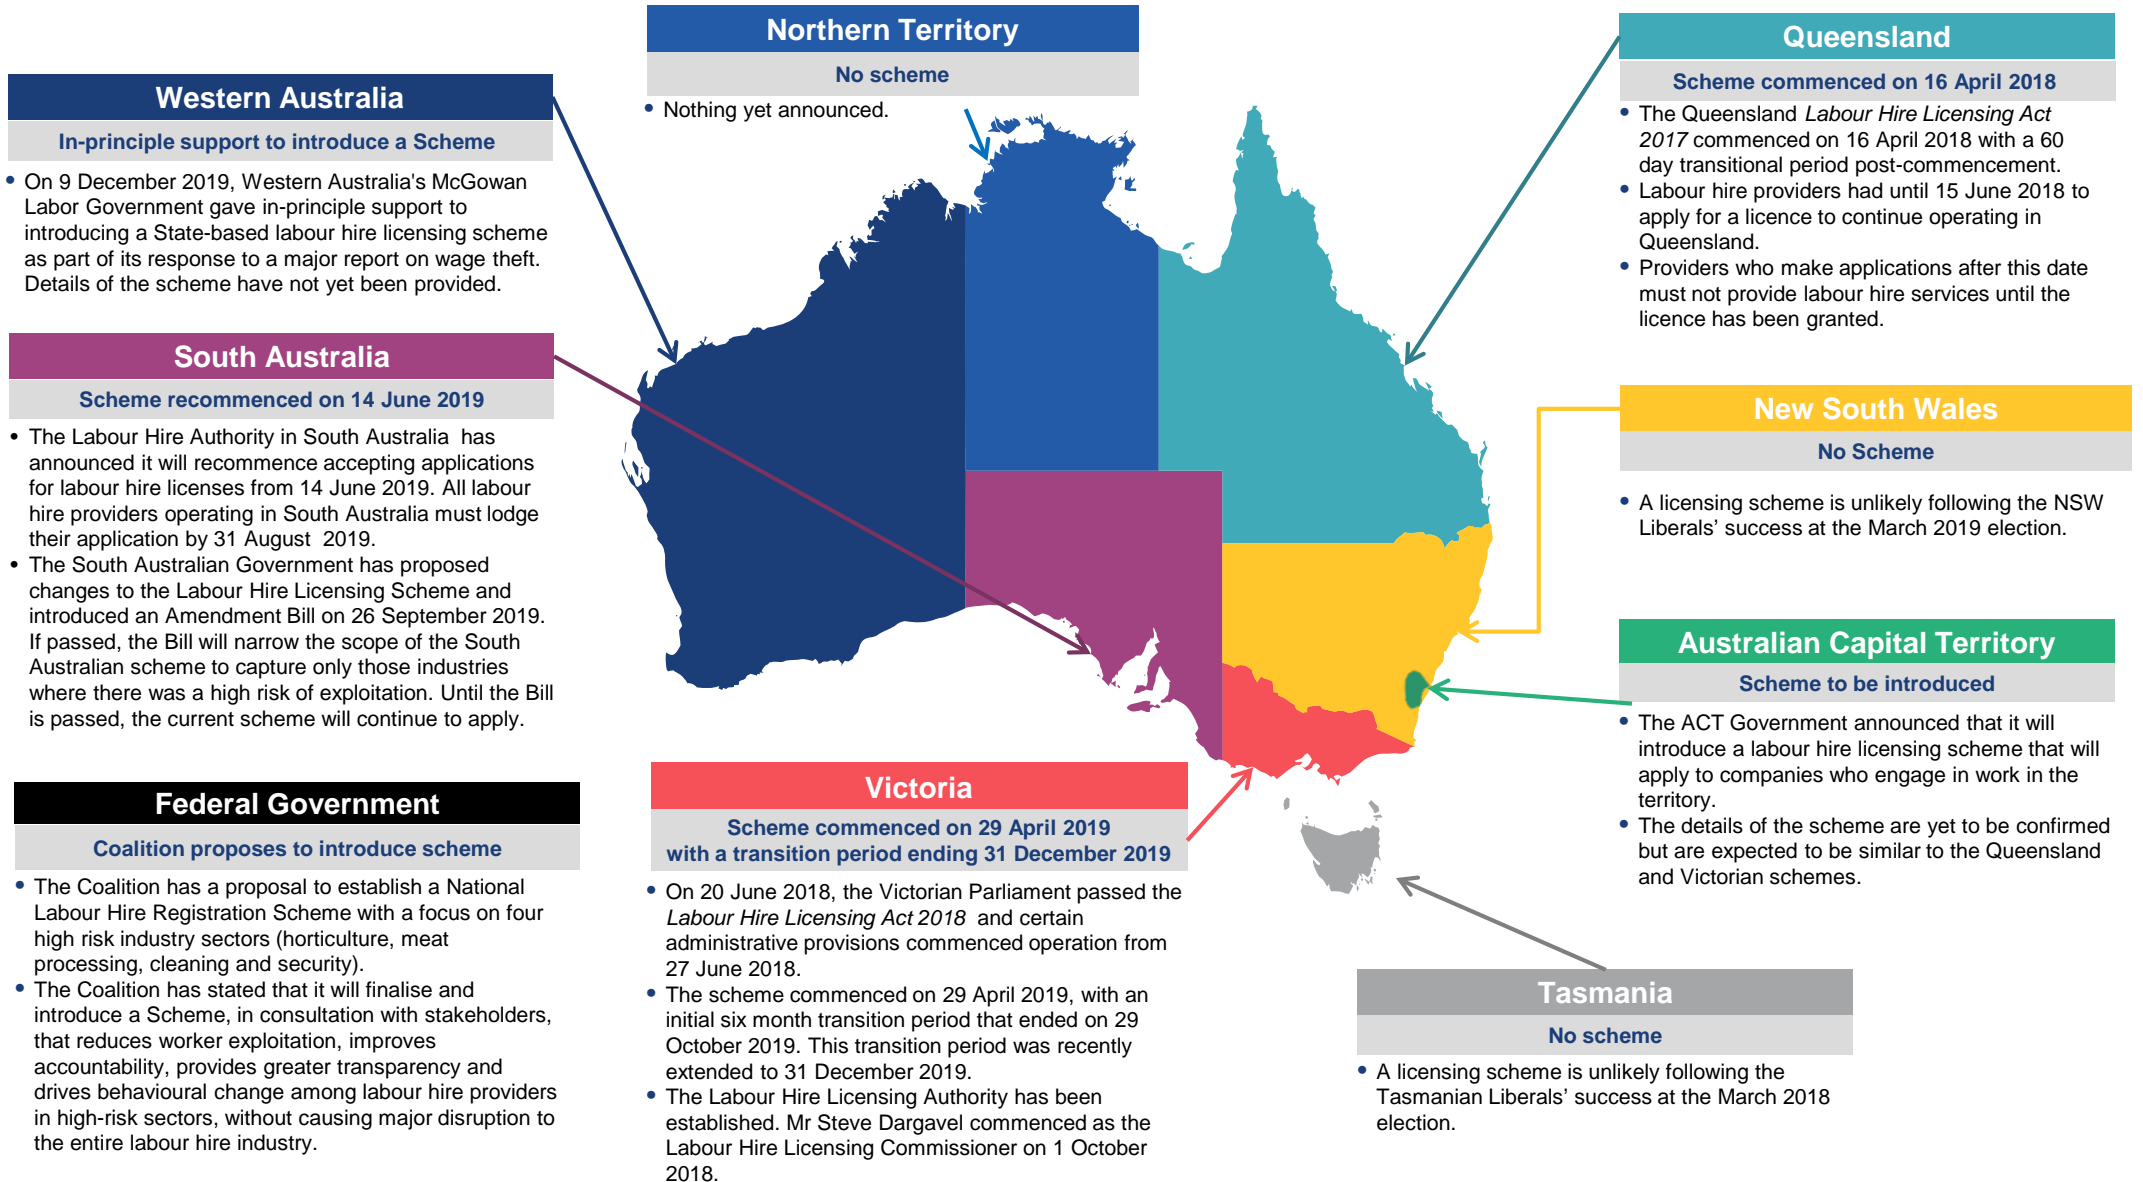 Northern Territory
No scheme
• Nothing yet announced.
Queensland
Scheme commenced on 16 April 2018
• The Queensland Labour Hire Licensing Act
2017 commenced on 16 April 2018 with a 60
day transitional period post-commencement.
• Labour hire providers had until 15 June 2018 to
apply for a licence to continue operating in
Queensland.
• Providers who make applications after this date
must not provide labour hire services until the
licence has been granted.
Western Australia
In-principle support to introduce a Scheme
• On 9 December 2019, Western Australia's McGowan
Labor Government gave in-principle support to
introducing a State-based labour hire licensing scheme
as part of its response to a major report on wage theft.
Details of the scheme have not yet been provided.
South Australia
Scheme recommenced on 14 June 2019
• The Labour Hire Authority in South Australia has
announced it will recommence accepting applications
for labour hire licenses from 14 June 2019. All labour
hire providers operating in South Australia must lodge
their application by 31 August 2019.
• The South Australian Government has proposed
changes to the Labour Hire Licensing Scheme and
introduced an Amendment Bill on 26 September 2019.
If passed, the Bill will narrow the scope of the South
Australian scheme to capture only those industries
where there was a high risk of exploitation. Until the Bill
is passed, the current scheme will continue to apply.
New South Wales
No Scheme
• A licensing scheme is unlikely following the NSW
Liberals' success at the March 2019 election.
Australian Capital Territory
Scheme to be introduced
• The ACT Government announced that it will
introduce a labour hire licensing scheme that will
apply to companies who engage in work in the
territory.
• The details of the scheme are yet to be confirmed
but are expected to be similar to the Queensland
and Victorian schemes.
Federal Government
Coalition proposes to introduce scheme
• The Coalition has a proposal to establish a National
Labour Hire Registration Scheme with a focus on four
high risk industry sectors (horticulture, meat
processing, cleaning and security).
• The Coalition has stated that it will finalise and
introduce a Scheme, in consultation with stakeholders,
that reduces worker exploitation, improves
accountability, provides greater transparency and
drives behavioural change among labour hire providers
in high-risk sectors, without causing major disruption to
the entire labour hire industry.
Victoria
Scheme commenced on 29 April 2019
with a transition period ending 31 December 2019
• On 20 June 2018, the Victorian Parliament passed the
Labour Hire Licensing Act 2018 and certain
administrative provisions commenced operation from
27 June 2018.
• The scheme commenced on 29 April 2019, with an
initial six month transition period that ended on 29
October 2019. This transition period was recently
extended to 31 December 2019.
• The Labour Hire Licensing Authority has been
established. Mr Steve Dargavel commenced as the
Labour Hire Licensing Commissioner on 1 October
2018.
Tasmania
No scheme
• A licensing scheme is unlikely following the
Tasmanian Liberals' success at the March 2018
election.